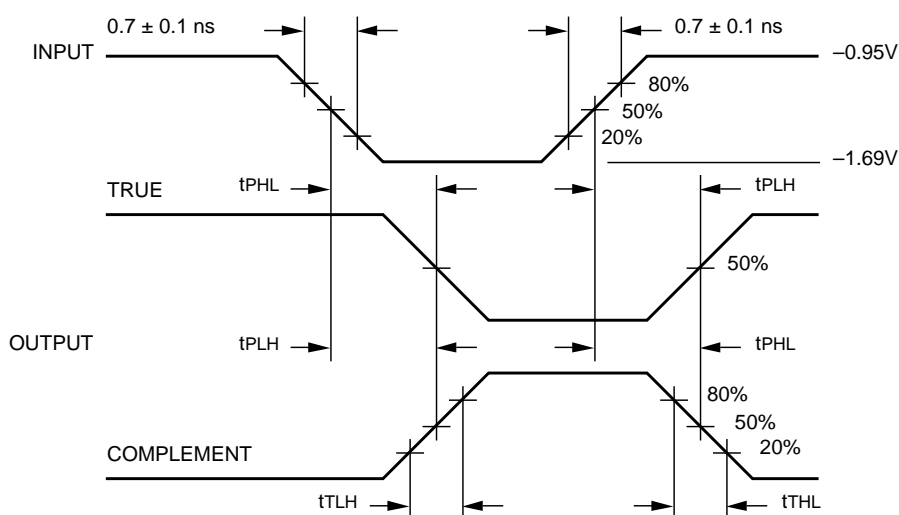 0.7 ± 0.1 ns 0.7 ± 0.1 ns
INPUT –0.95V
80%
50%
20%
–1.69V
tPHL tPLH
TRUE
50%
OUTPUT tPLH tPHL
80%
50%
COMPLEMENT 20%
tTLH tTHL